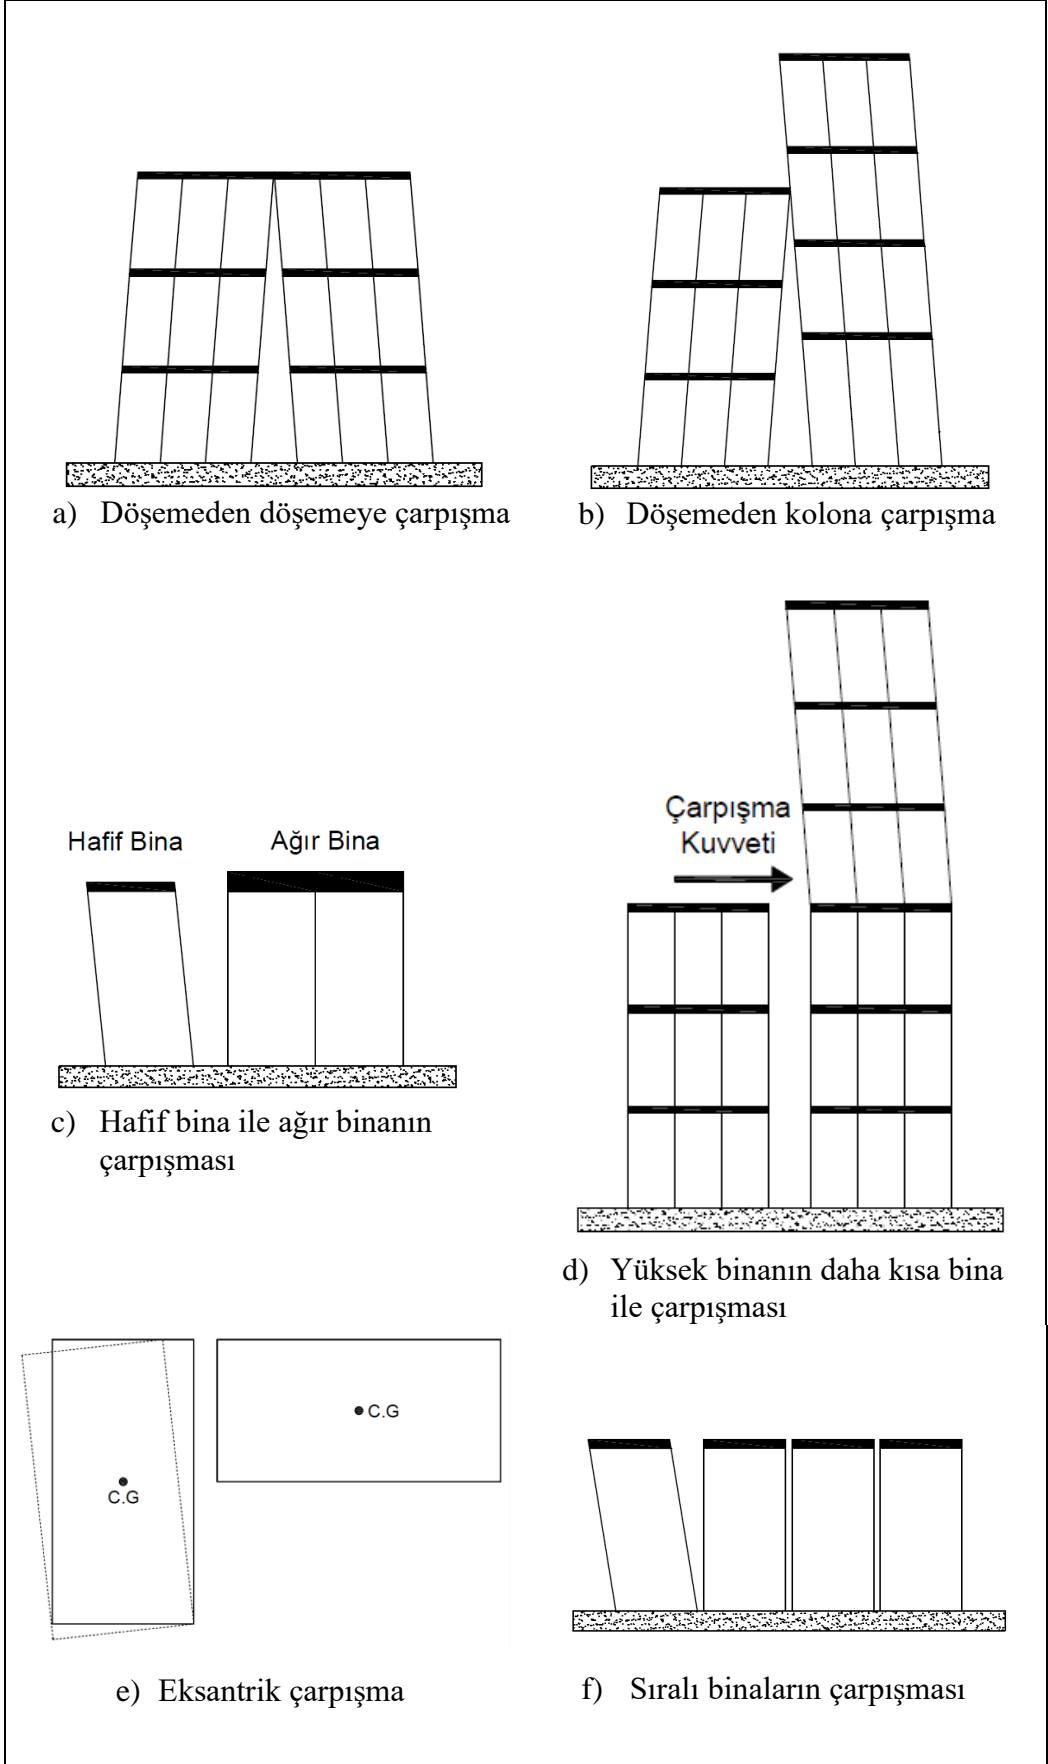 a) Döşemeden döşemeye çarpışma
b) Döşemeden kolona çarpışma
Hafif Bina
Ağır Bina
c) Hafif bina ile ağır binanın
çarpışması
Çarpışma
Kuvveti
d) Yüksek binanın daha kısa bina
ile çarpışması
C.G
C.G
e) Eksantrik çarpışma
f) Sıralı binaların çarpışması